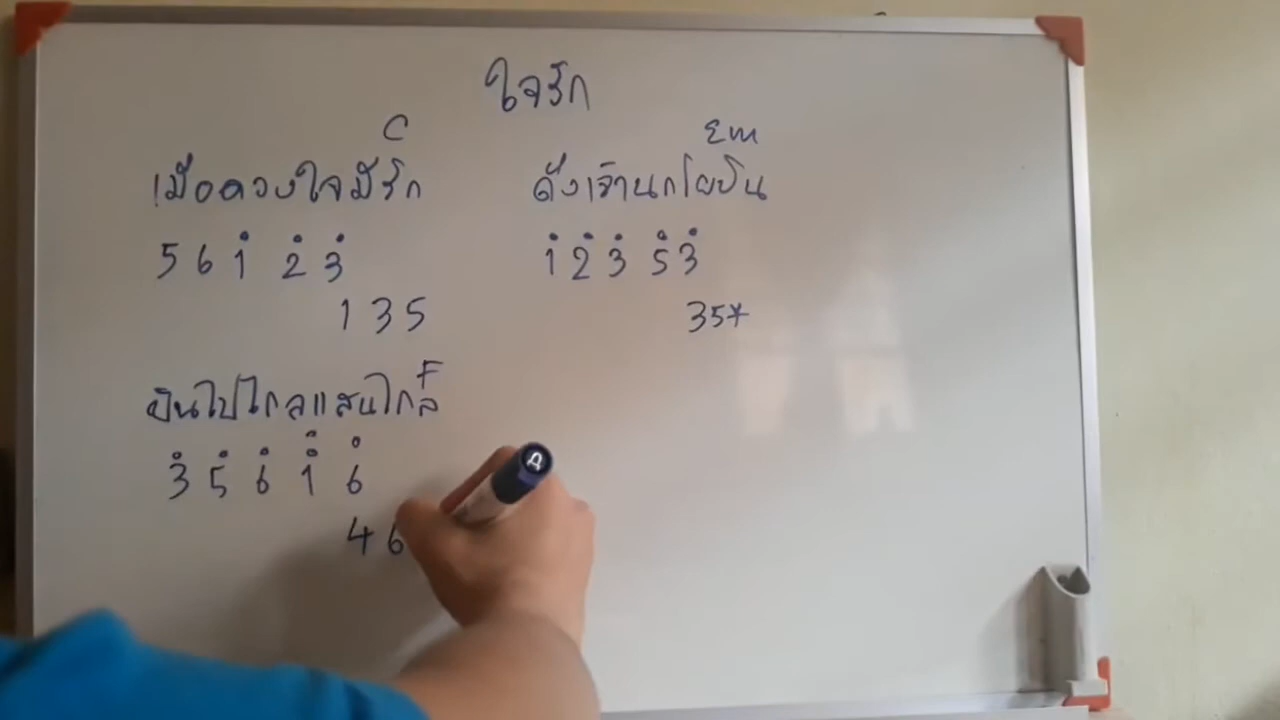 ใจรัก
C Em
เมื่อดวงใจมีรัก ดั่งเจ้านกโผบิน
5 6 1̇ 2̇ 3̇ 1̇ 2̇ 3̇ 5̇ 3̇
1 3 5 35*
F
บินไปไกลแสนไกล
3̇ 5̇ 6̇ 1̈ 6̇
4 6